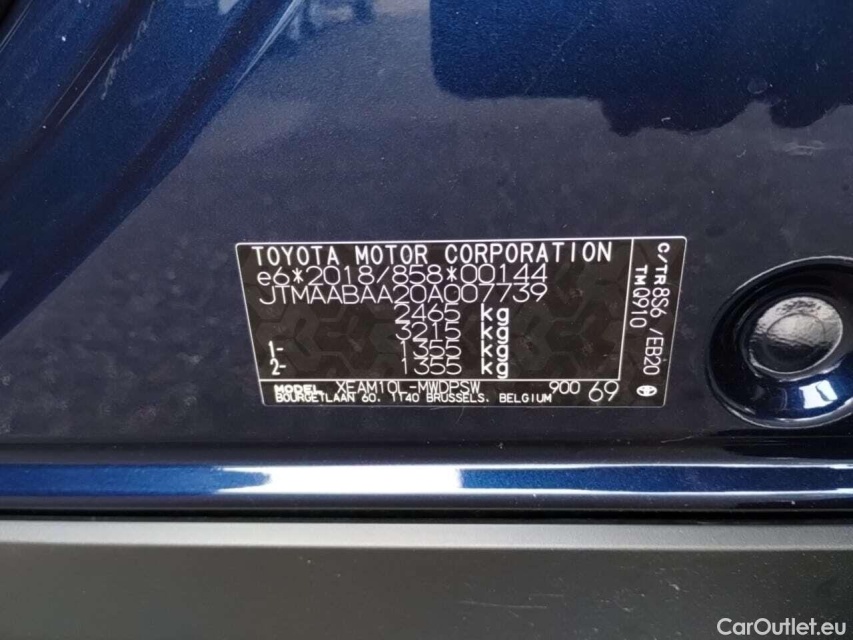 TOYOTA MOTOR CORPORATION
e6*2018/858*00144
JTMAABAA20A007739
2465 kg
3215 kg
1- 1355 kg
2- 1355 kg
MODEL XEAM10L-MWDPSW 900 69
BOURGETLAAN 60, 1140 BRUSSELS, BELGIUM
C/TR 8S6 /EB20
TM Q910
CarOutlet.eu